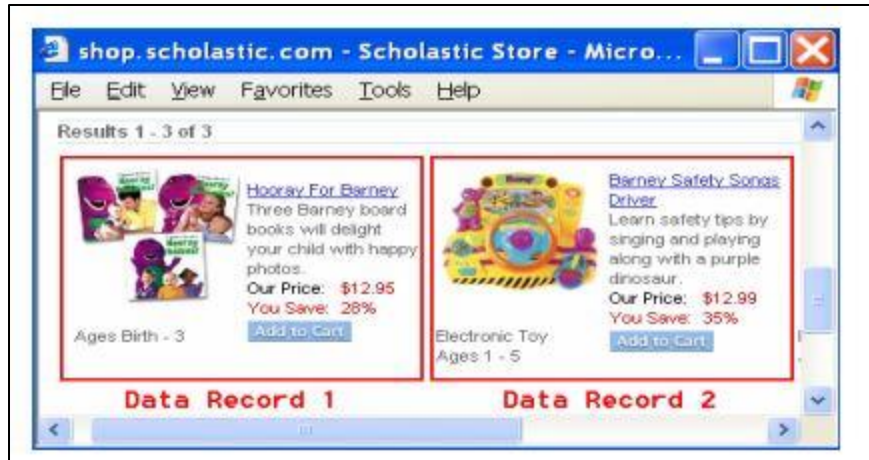 shop.scholastic.com - Scholastic Store - Micro...
File Edit View Favorites Tools Help
Results 1 - 3 of 3
Hooray For Barney
Three Barney board
books will delight
your child with happy
photos.
Our Price: $12.95
You Save: 28%
Add to Cart
Ages Birth - 3
Barney Safety Songs
Driver
Learn safety tips by
singing and playing
along with a purple
dinosaur.
Our Price: $12.99
You Save: 35%
Add to Cart
Electronic Toy
Ages 1 - 5
Data Record 1
Data Record 2